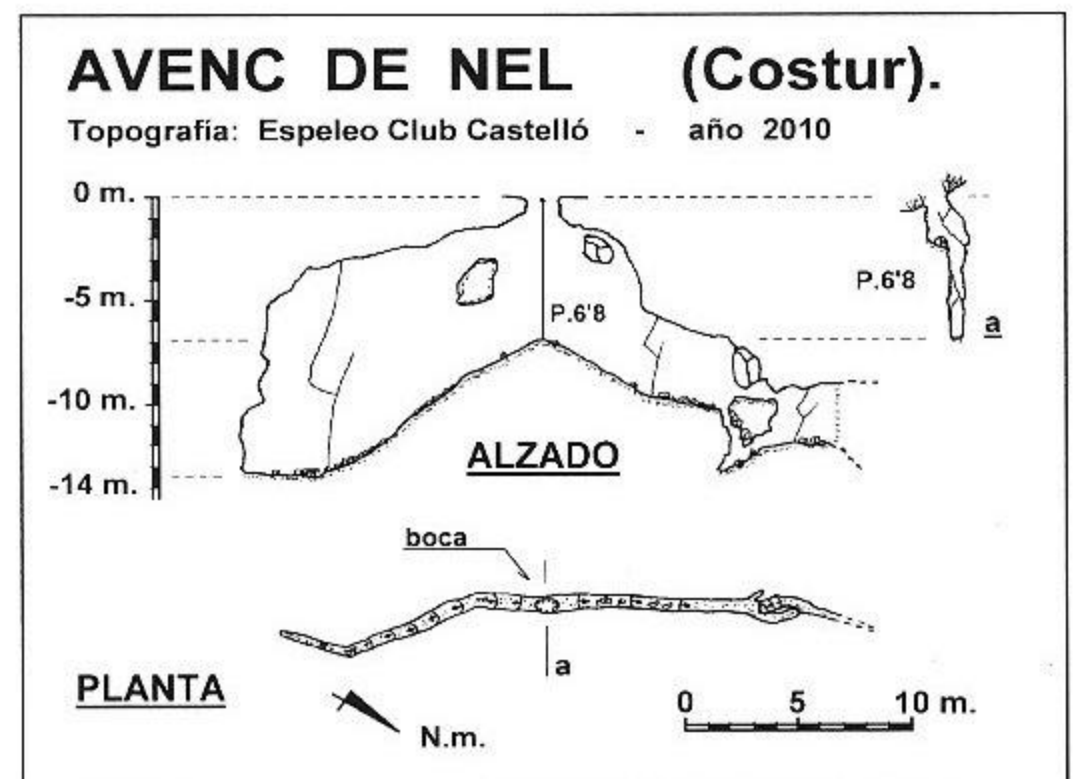 AVENC DE NEL (Costur).
Topografía: Espeleo Club Castelló - año 2010
0 m.
-5 m.
-10 m.
-14 m.
P.6'8
P.6'8
a
ALZADO
boca
a
PLANTA
N.m.
0 5 10 m.